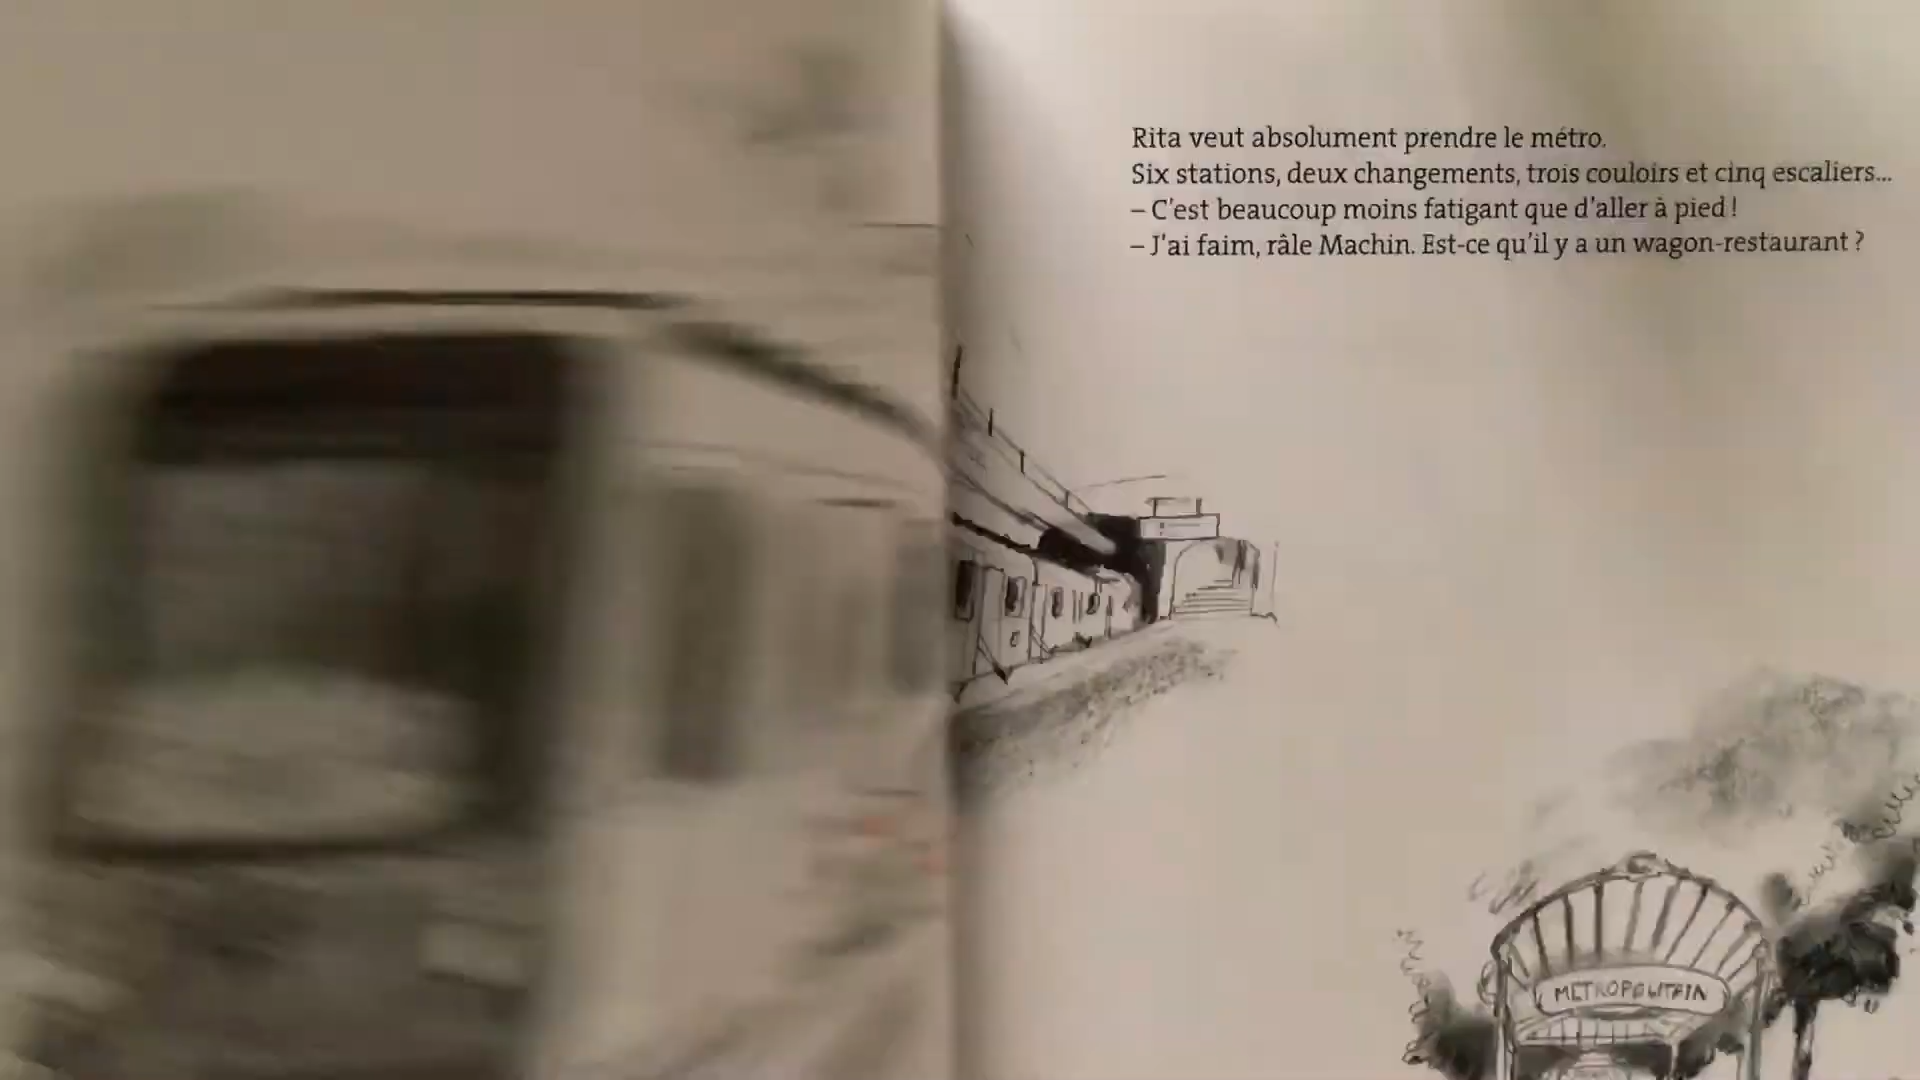 Rita veut absolument prendre le métro.
Six stations, deux changements, trois couloirs et cinq escaliers...
– C'est beaucoup moins fatigant que d'aller à pied !
– J'ai faim, râle Machin. Est-ce qu'il y a un wagon-restaurant ?
METROPOLITAIN